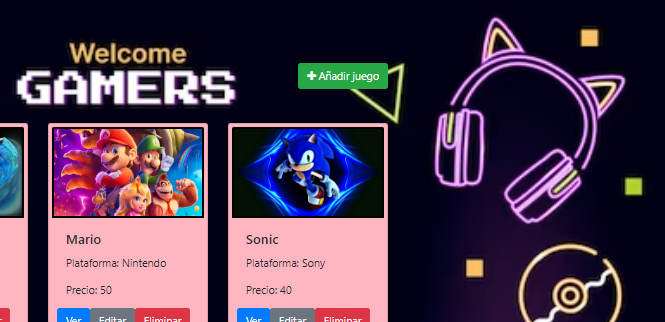 Welcome
GAMERS
Añadir juego
Mario
Plataforma: Nintendo
Precio: 50
Ver Editar Eliminar
Sonic
Plataforma: Sony
Precio: 40
Ver Editar Eliminar